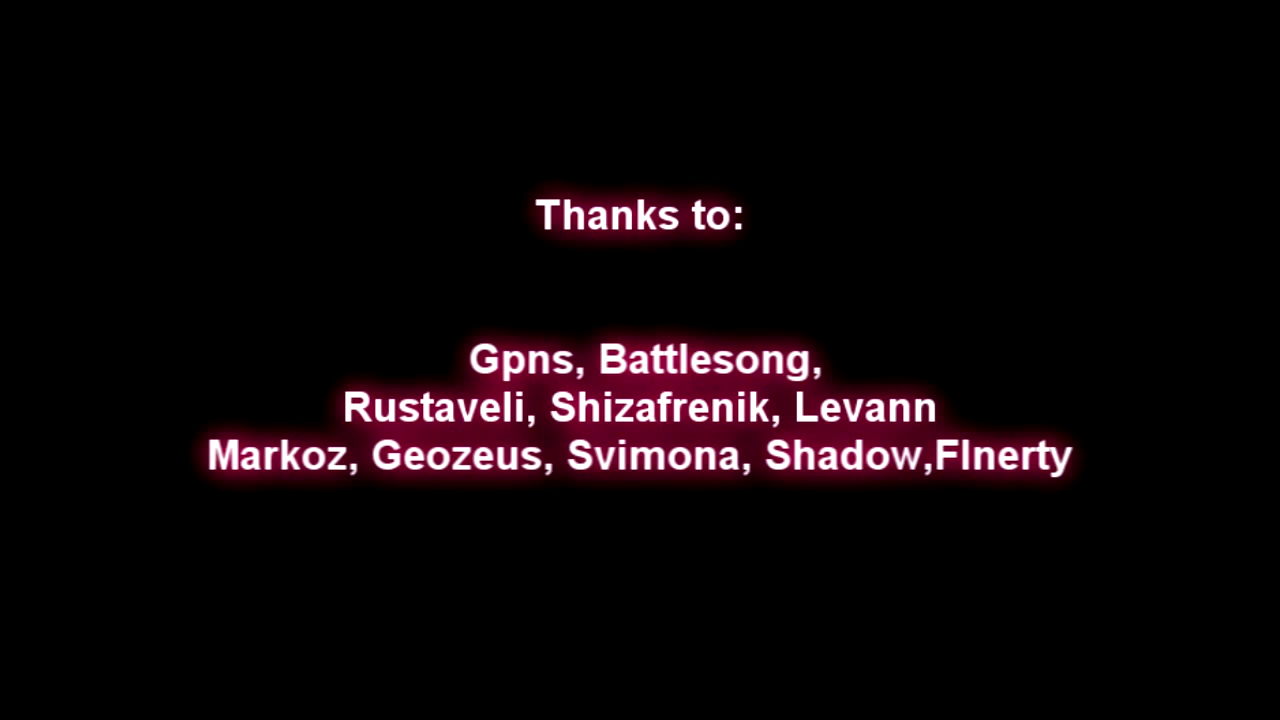 Thanks to:
Gpns, Battlesong,
Rustaveli, Shizafrenik, Levann
Markoz, Geozeus, Svimona, Shadow,FInerty